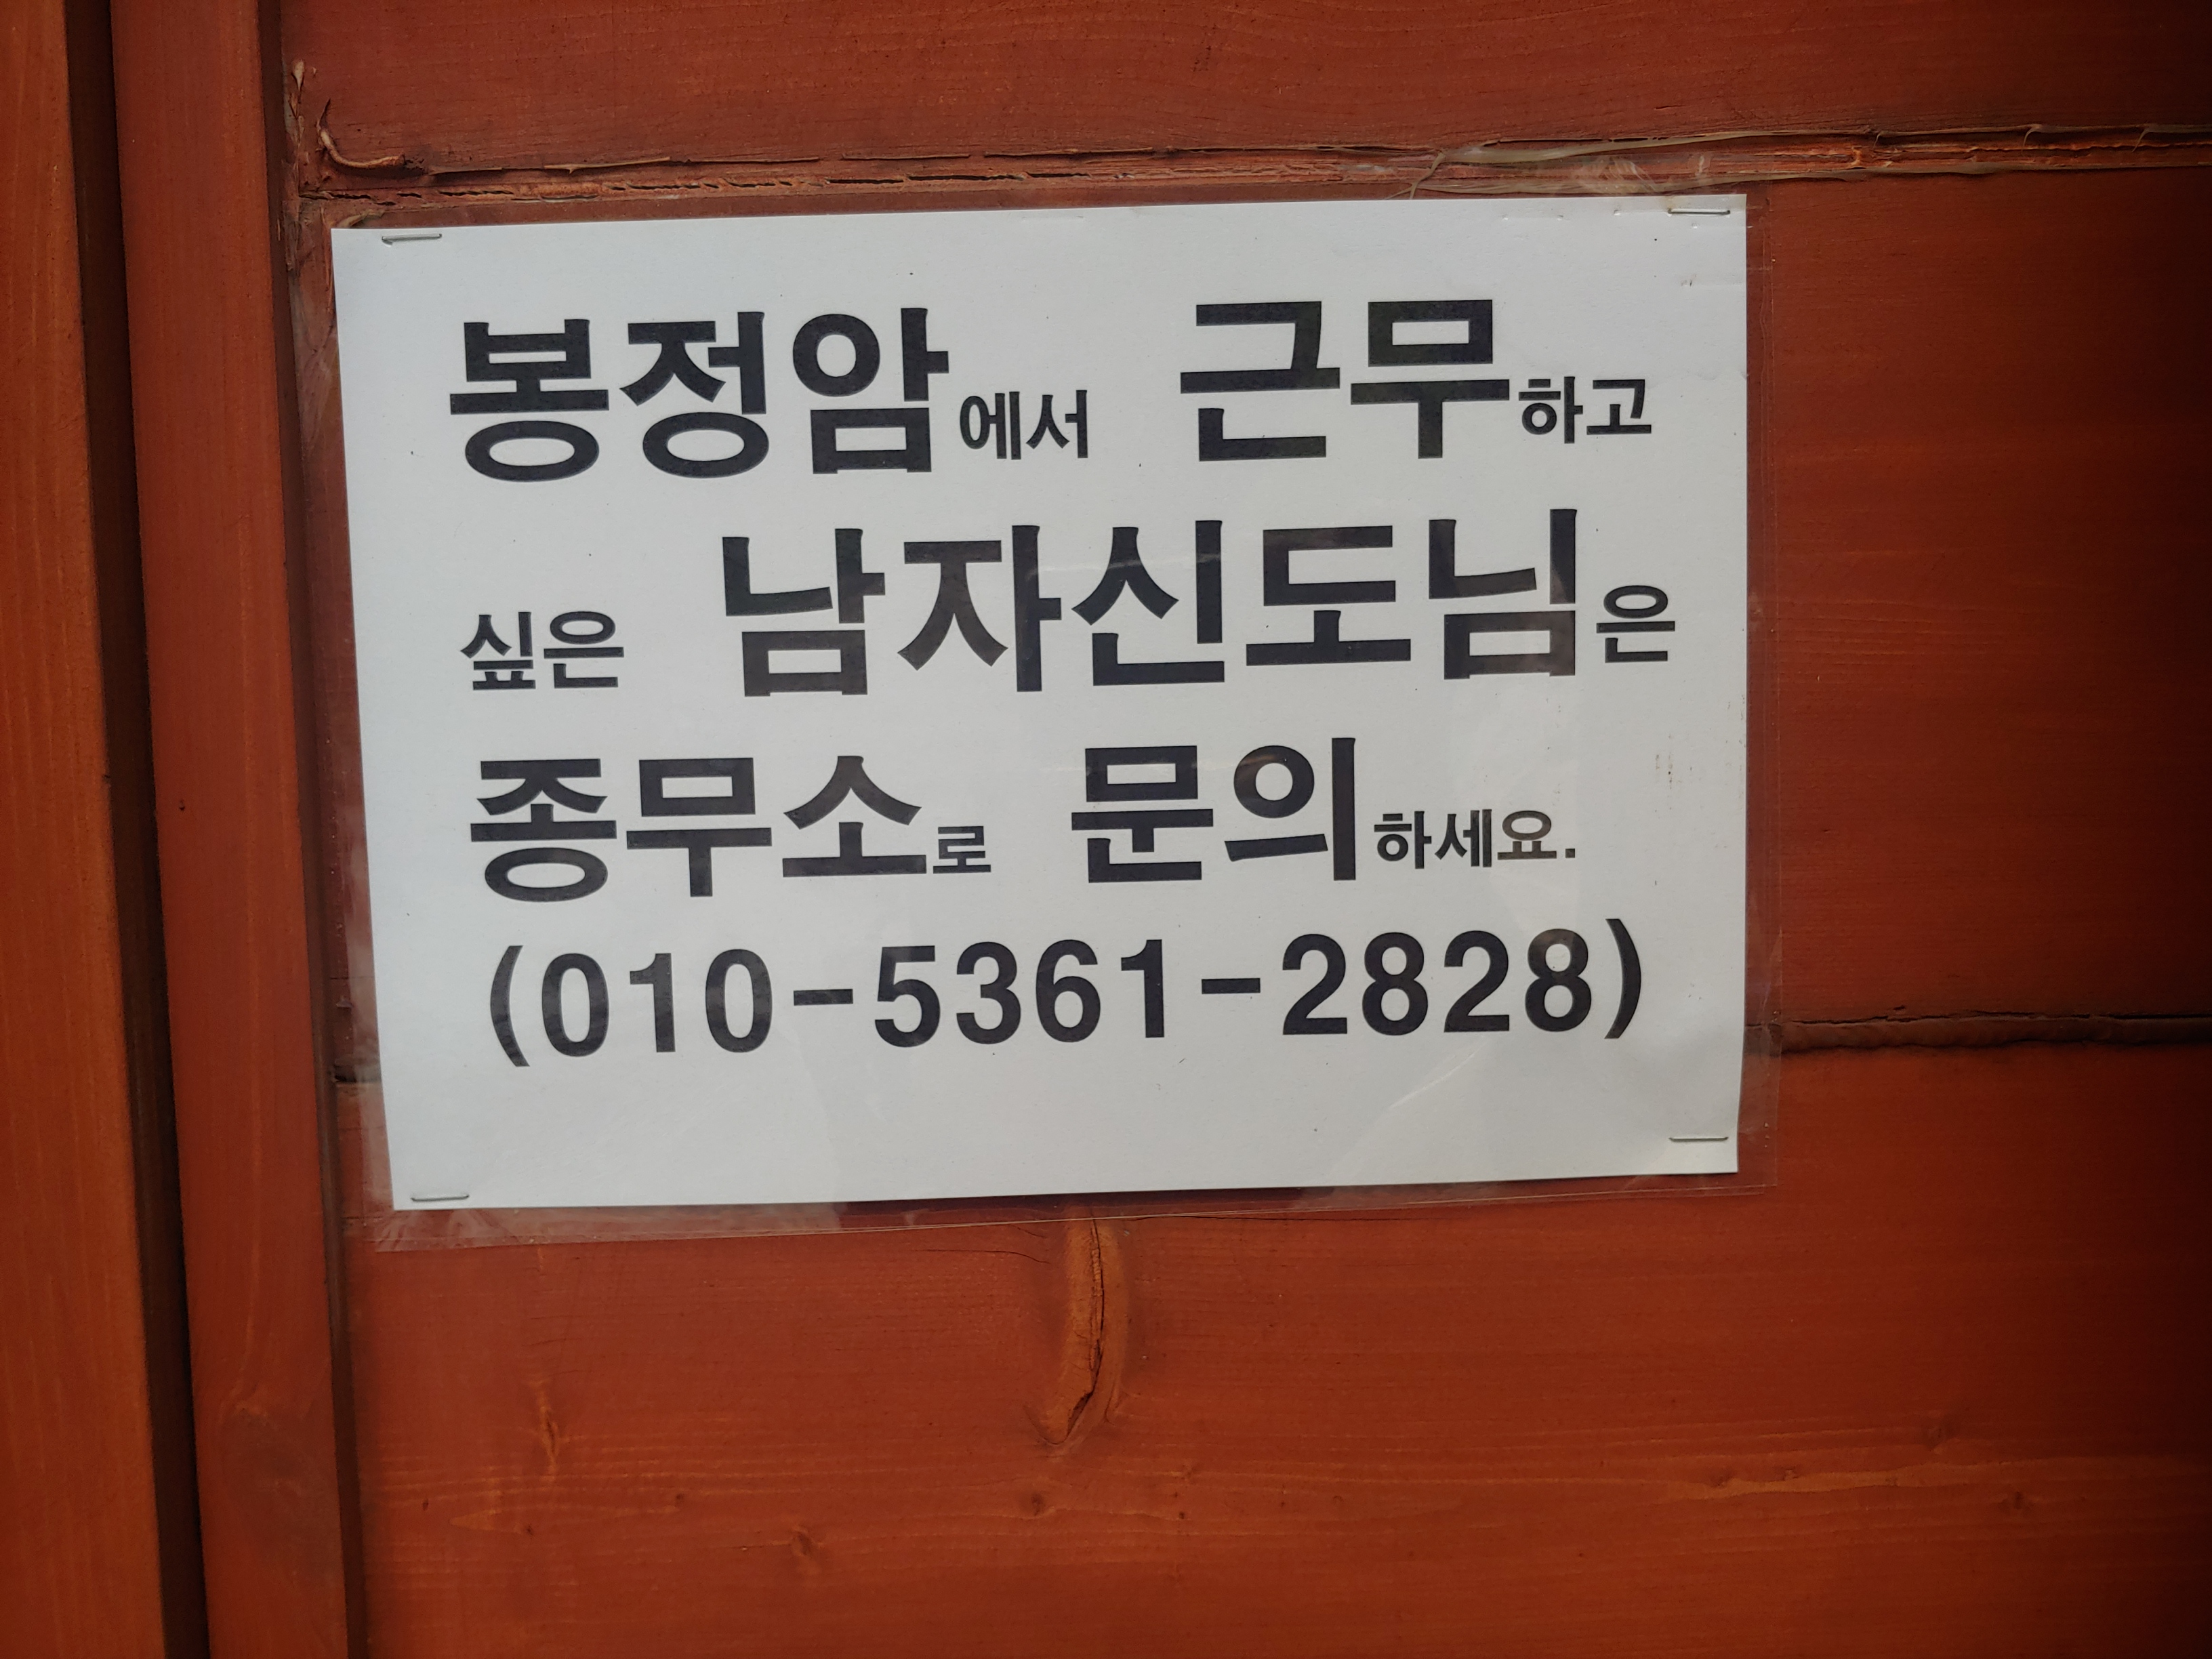 봉정암에서 근무하고
싶은 남자신도님은
종무소로 문의하세요.
(010-5361-2828)